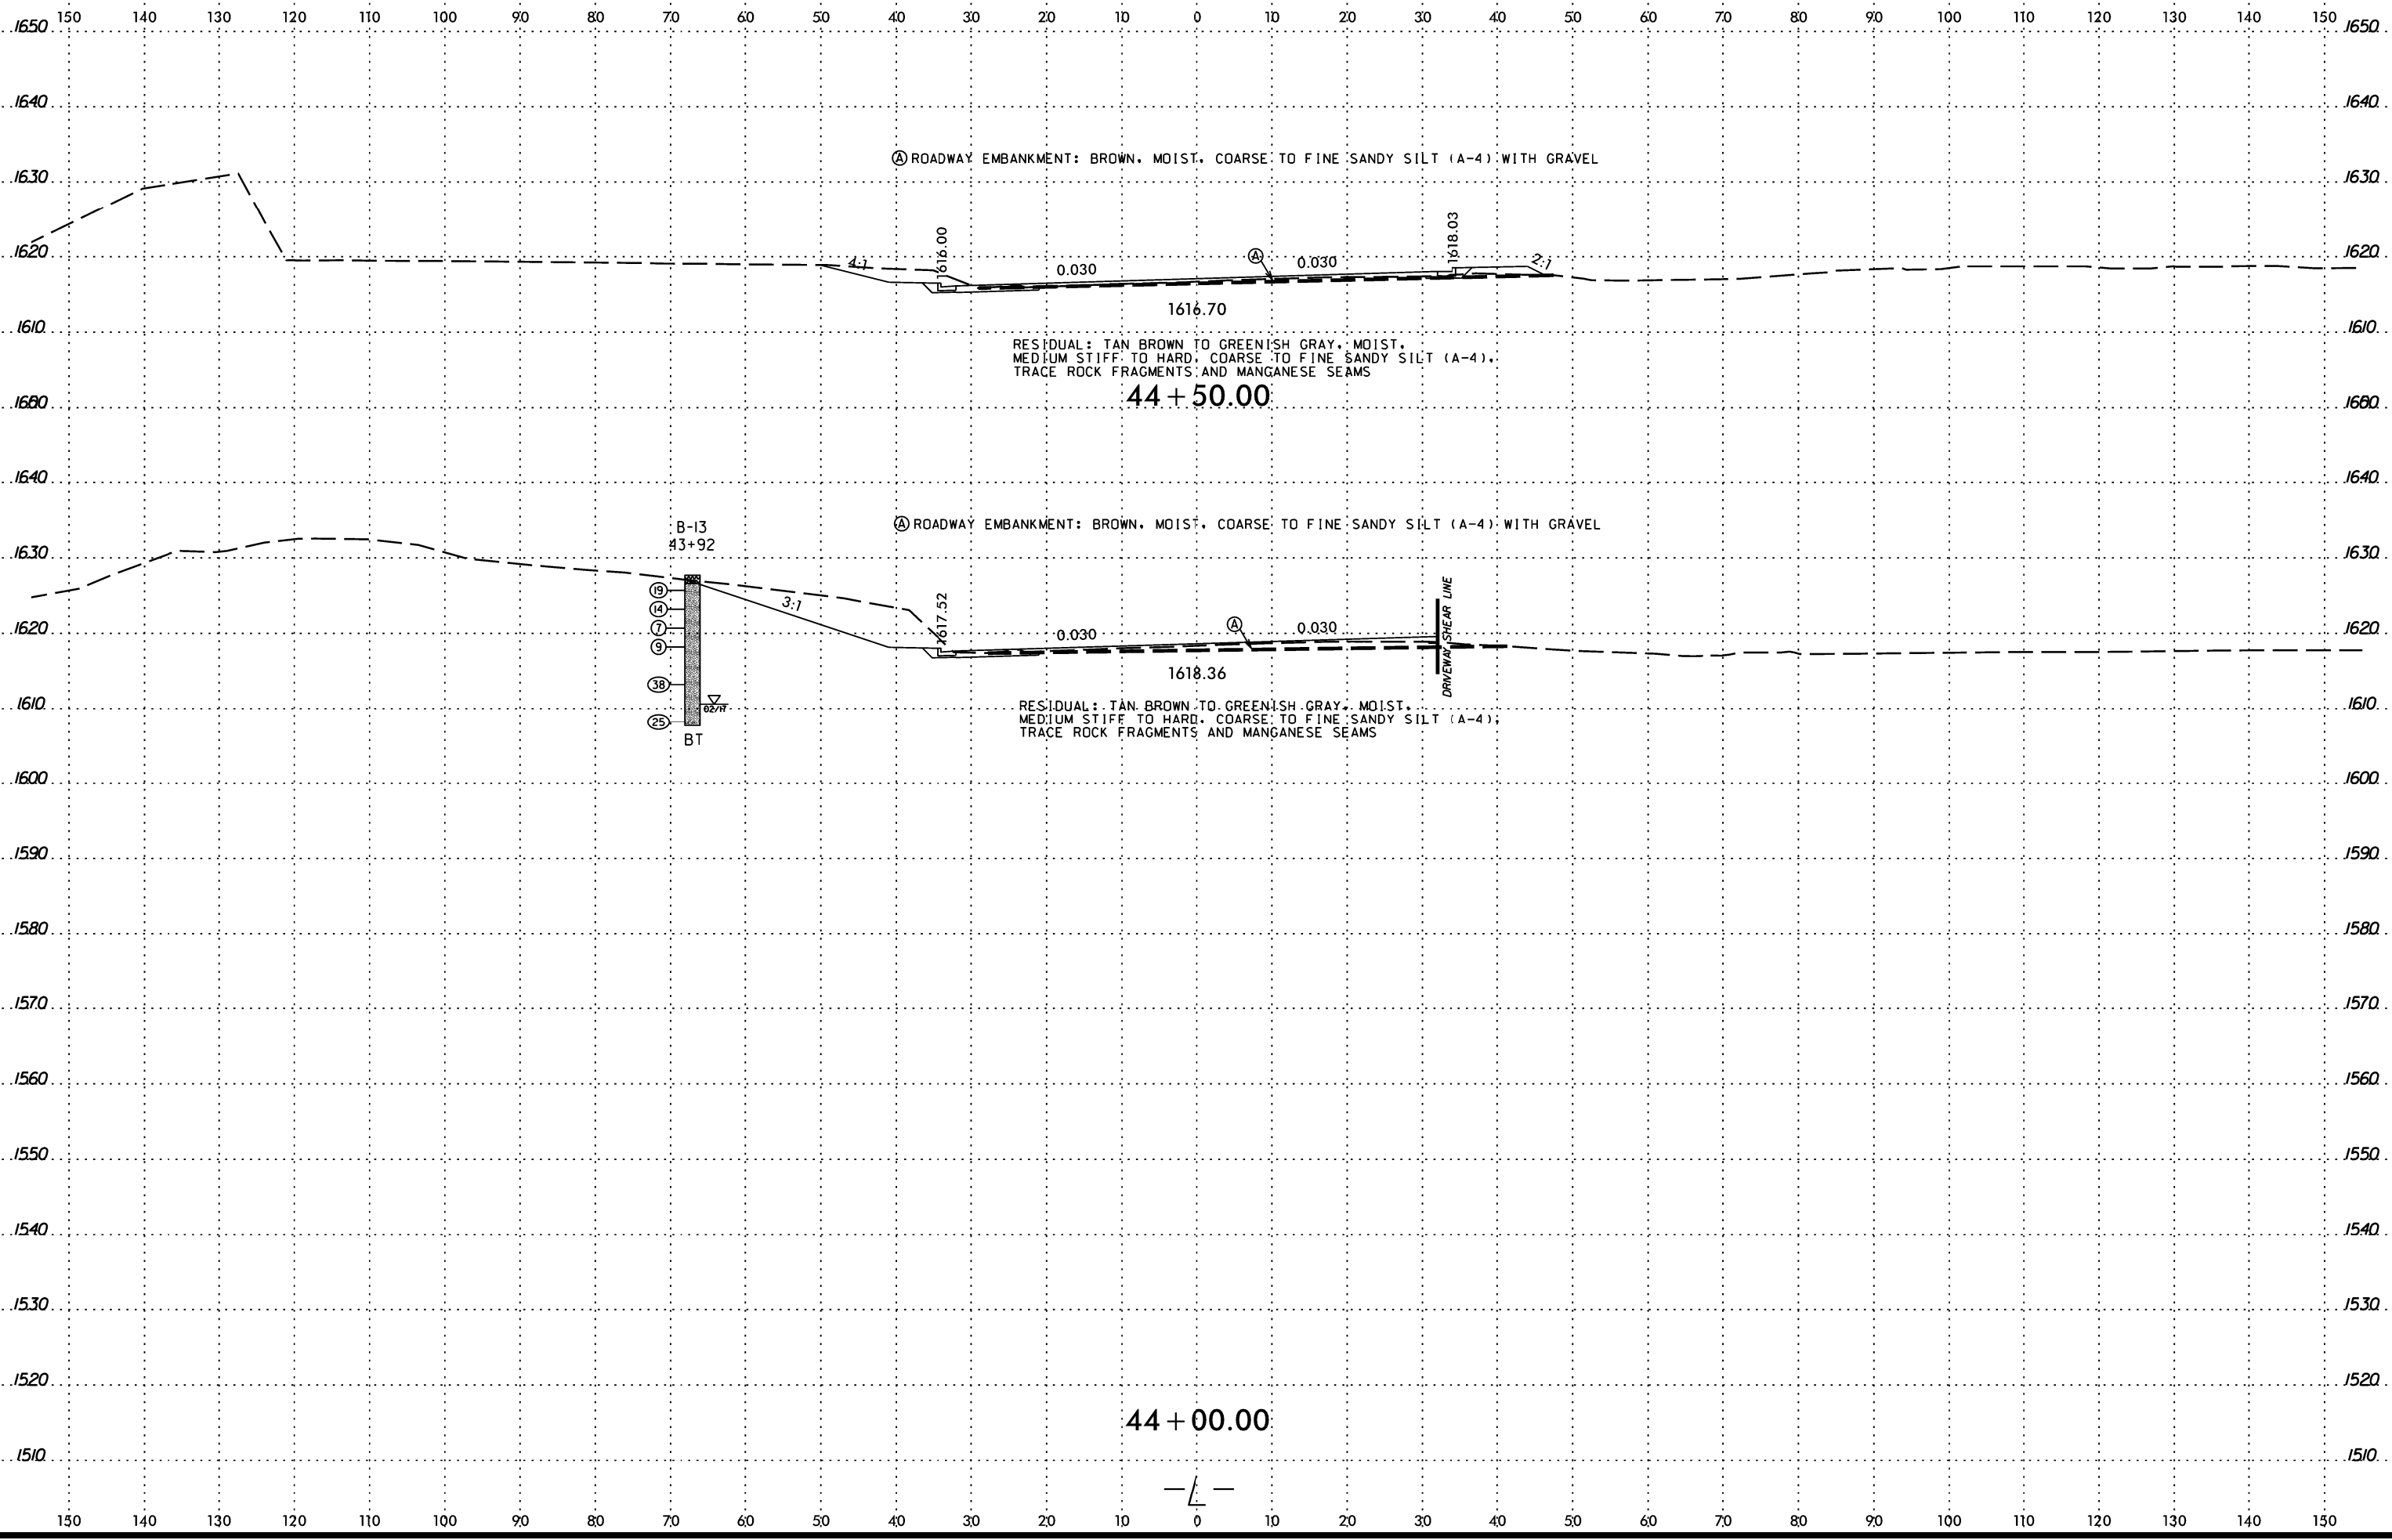 150 140 130 120 110 100 90 80 70 60 50 40 30 20 10 0 10 20 30 40 50 60 70 80 90 100 110 120 130 140 150
1650 1650
1640 1640
Ⓐ ROADWAY EMBANKMENT: BROWN, MOIST, COARSE TO FINE SANDY SILT (A-4) WITH GRAVEL
1630 1630
1618.03
616.00
1620 1620
4:1 0.030 A 0.030 2:1
1616.70
1610 1610
RESIDUAL: TAN BROWN TO GREENISH GRAY, MOIST,
MEDIUM STIFF TO HARD, COARSE TO FINE SANDY SILT (A-4),
TRACE ROCK FRAGMENTS AND MANGANESE SEAMS
44+50.00
1640 1640
Ⓐ ROADWAY EMBANKMENT: BROWN, MOIST, COARSE TO FINE SANDY SILT (A-4) WITH GRAVEL
B-13
43+92
1630 1630
19
14
3:1
1617.52
7
1620 1620
0.030 A 0.030
DRIVEWAY SHEAR LINE
9
1618.36
38
02/17
1610 1610
RESIDUAL: TAN BROWN TO GREENISH GRAY, MOIST,
MEDIUM STIFF TO HARD, COARSE TO FINE SANDY SILT (A-4),
TRACE ROCK FRAGMENTS AND MANGANESE SEAMS
25
BT
1600 1600
1590 1590
1580 1580
1570 1570
1560 1560
1550 1550
1540 1540
1530 1530
1520 1520
44+00.00
1510 1510
-L-
150 140 130 120 110 100 90 80 70 60 50 40 30 20 10 0 10 20 30 40 50 60 70 80 90 100 110 120 130 140 150